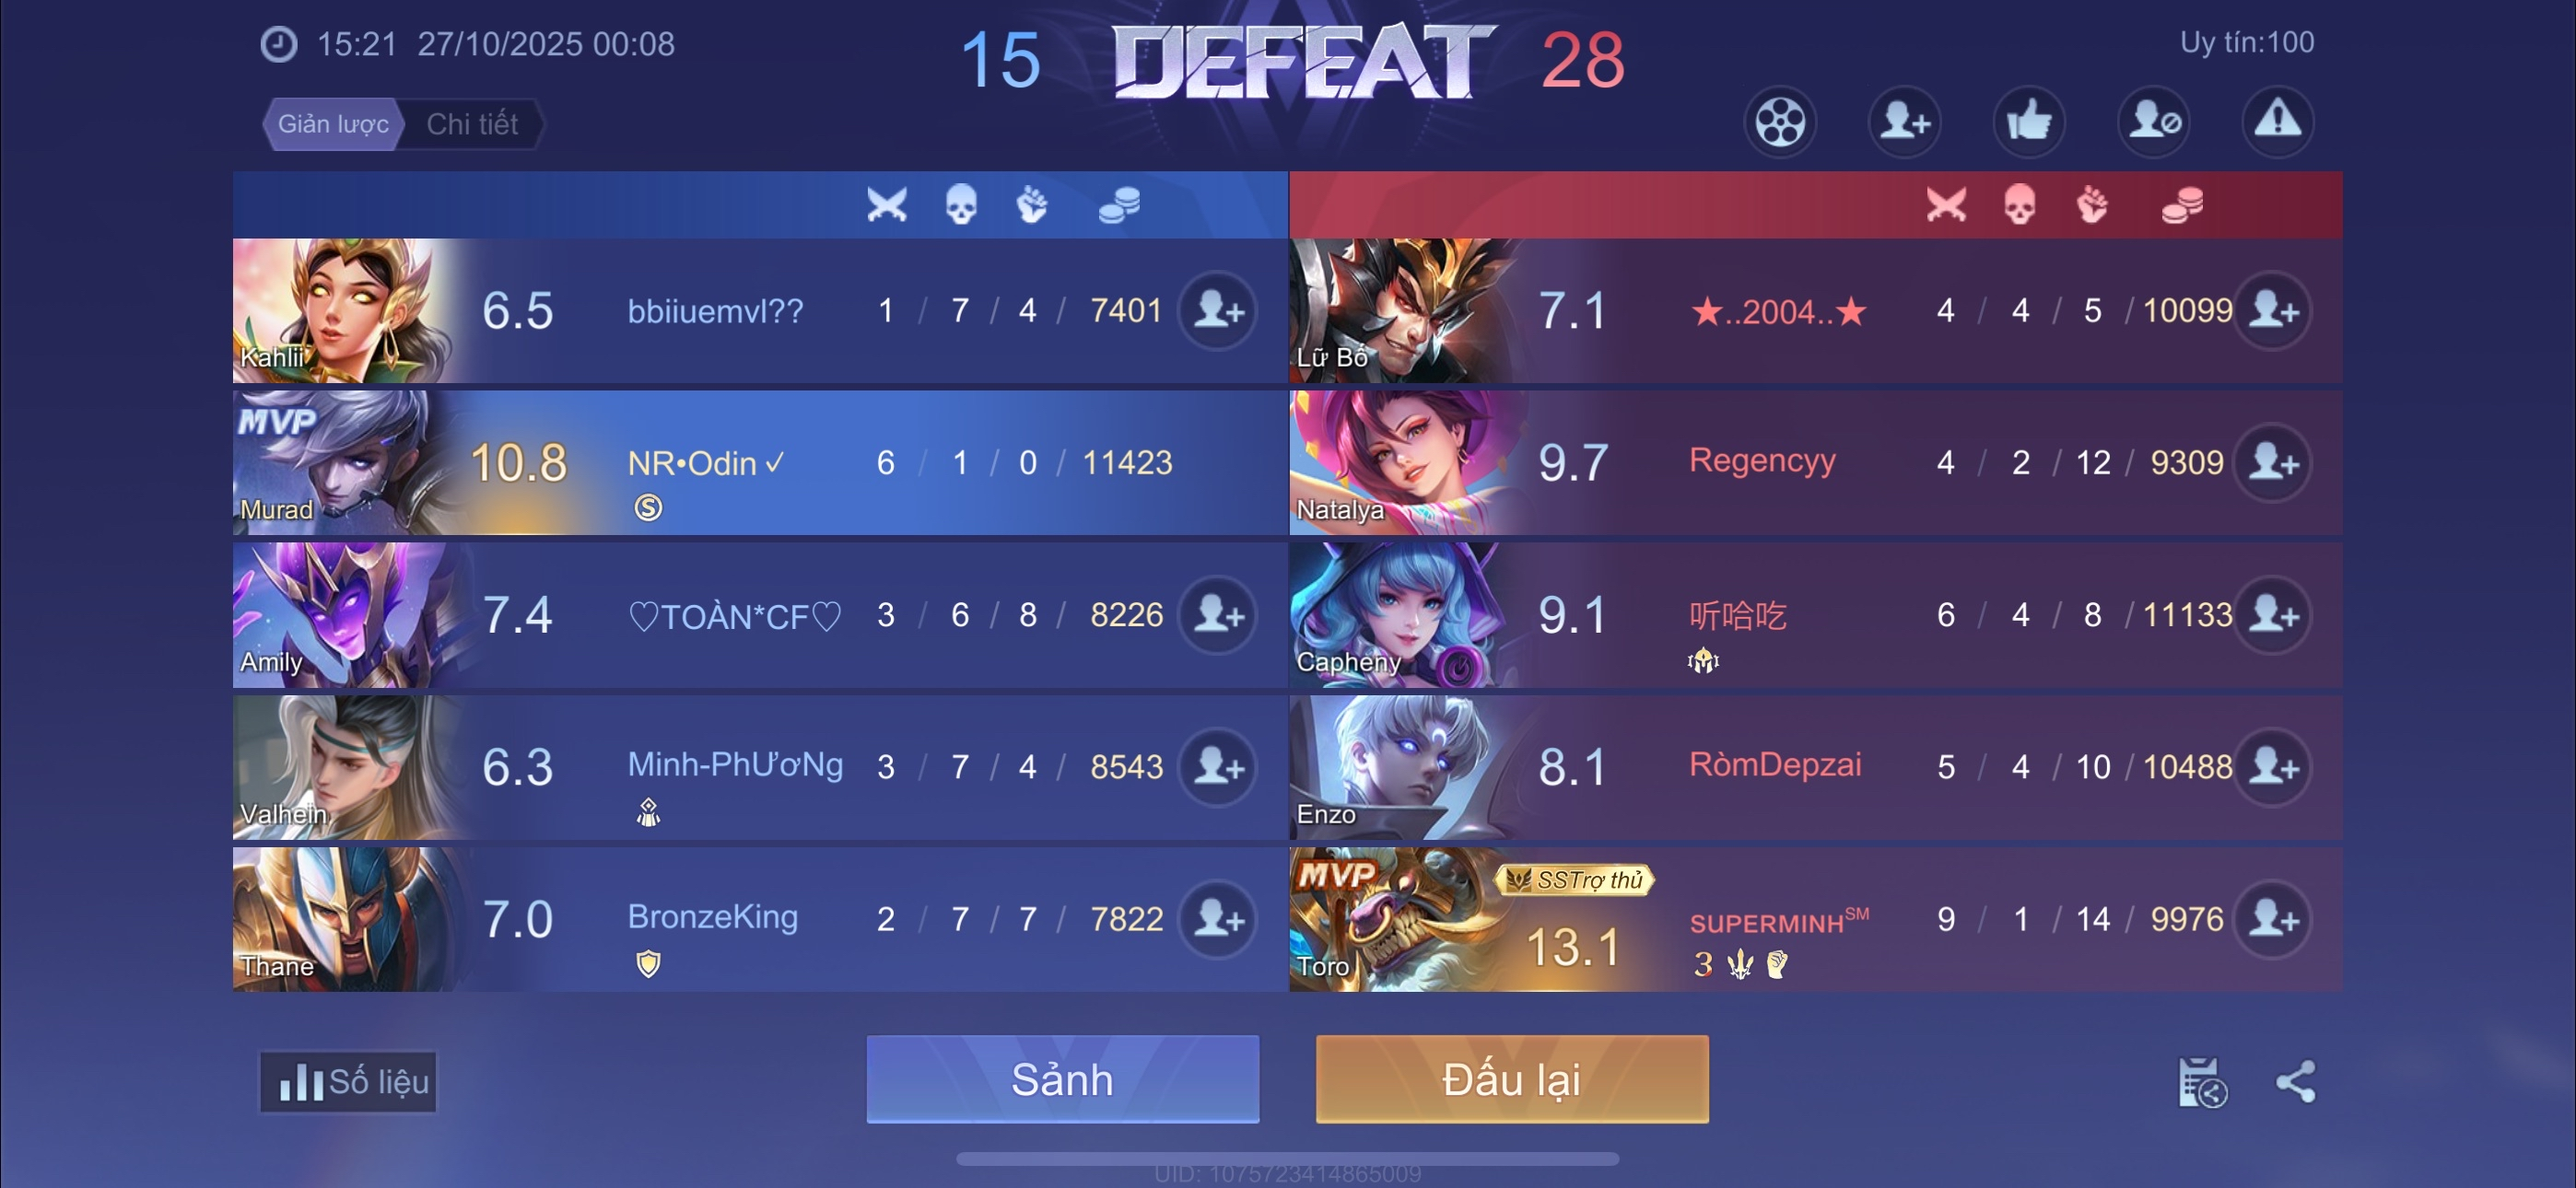 15:21 27/10/2025 00:08
15 DEFEAT 28
Uy tín:100
Giản lược Chi tiết
Kahlii 6.5 bbiiuemvl?? 1 / 7 / 4 / 7401
MVP
Murad 10.8 NR•Odin ✓ 6 / 1 / 0 / 11423
S
Amily 7.4 ♡TOÀN*CF♡ 3 / 6 / 8 / 8226
Valhein 6.3 Minh-PhƯơNg 3 / 7 / 4 / 8543
Thane 7.0 BronzeKing 2 / 7 / 7 / 7822
Lữ Bố 7.1 ★..2004..★ 4 / 4 / 5 / 10099
Natalya 9.7 Regencyy 4 / 2 / 12 / 9309
Capheny 9.1 听哈吃 6 / 4 / 8 / 11133
Enzo 8.1 RòmDepzai 5 / 4 / 10 / 10488
MVP SSTrợ thủ
Toro 13.1 SUPERMINH℠ 9 / 1 / 14 / 9976
3
Số liệu
Sảnh
Đấu lại
UID: 1075723414865009